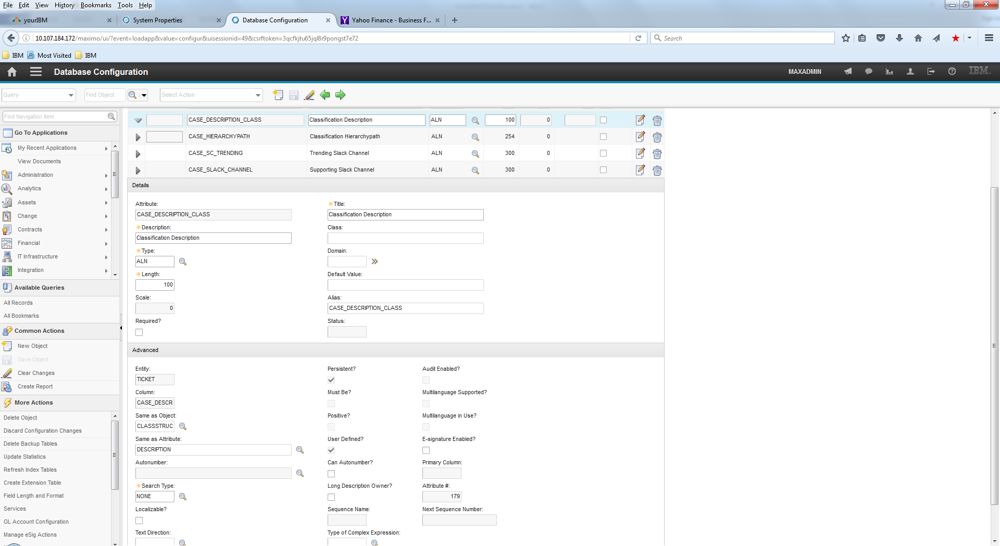 File Edit View History Bookmarks Tools Help
yourIBM
System Properties
Database Configuration
Yahoo Finance - Business F...
10.107.184.172/maximo/ui/?event=loadapp&value=configur&uisessionid=49&csrftoken=3qcfkjtu65jql8r9pongst7e72
Search
IBM Most Visited IBM
Database Configuration
MAXADMIN
IBM.
Query
Find Object
Select Action
Find Navigation Item
Go To Applications
My Recent Applications
View Documents
Administration
Analytics
Assets
Change
Contracts
Financial
IT Infrastructure
Integration
Available Queries
All Records
All Bookmarks
Common Actions
New Object
Save Object
Clear Changes
Create Report
More Actions
Delete Object
Discard Configuration Changes
Delete Backup Tables
Update Statistics
Refresh Index Tables
Create Extension Table
Field Length and Format
Services
GL Account Configuration
Manage eSig Actions
CASE_DESCRIPTION_CLASS Classification Description ALN 100 0
CASE_HIERARCHYPATH Classification Hierarchypath ALN 254 0
CASE_SC_TRENDING Trending Slack Channel ALN 300 0
CASE_SLACK_CHANNEL Supporting Slack Channel ALN 300 0
Details
Attribute:
CASE_DESCRIPTION_CLASS
Description:
Classification Description
Type:
ALN
Length:
100
Scale:
0
Required?
Title:
Classification Description
Class:
Domain:
Default Value:
Alias:
CASE_DESCRIPTION_CLASS
Status:
Advanced
Entity:
TICKET
Column:
CASE_DESCR
Same as Object:
CLASSSTRUC
Same as Attribute:
DESCRIPTION
Autonumber:
Search Type:
NONE
Localizable?
Text Direction:
Persistent?
Must Be?
Positive?
User Defined?
Can Autonumber?
Long Description Owner?
Sequence Name:
Type of Complex Expression:
Audit Enabled?
Multilanguage Supported?
Multilanguage in Use?
E-signature Enabled?
Primary Column:
Attribute #:
179
Next Sequence Number: